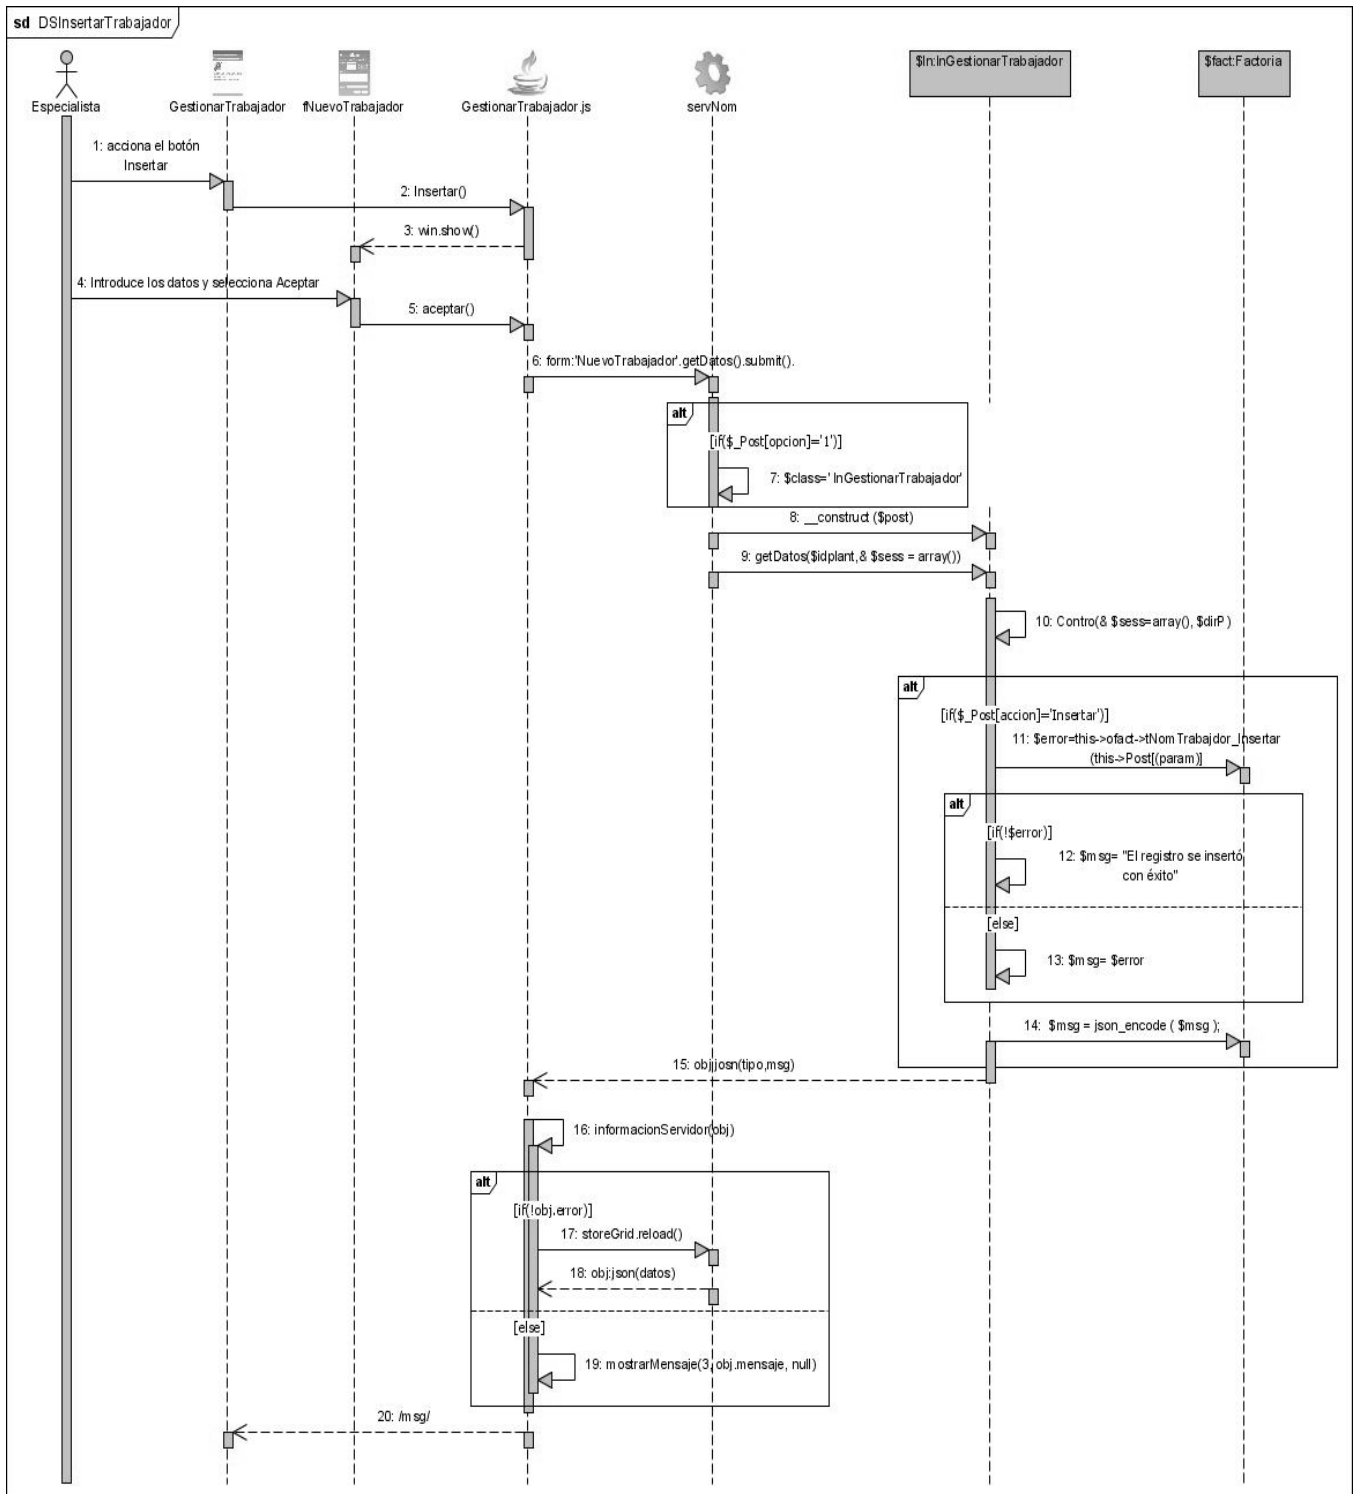 sd DSInsertarTrabajador
Especialista
GestionarTrabajador
fNuevoTrabajador
GestionarTrabajador.js
servNom
$In:InGestionarTrabajador
$fact:Factoria
1: acciona el botón
Insertar
2: Insertar()
3: win.show()
4: Introduce los datos y selecciona Aceptar
5: aceptar()
6: form:'NuevoTrabajador'.getDatos().submit().
alt
[if($_Post[opcion]='1')]
7: $class=' InGestionarTrabajador'
8: __construct ($post)
9: getDatos($idplant,& $sess = array())
10: Contro(& $sess=array(), $dirP )
alt
[if($_Post[accion]='Insertar')]
11: $error=this->ofact->tNomTrabajdor_Insertar
(this->Post[(param)]
alt
[if(!$error)]
12: $msg= "El registro se insertó
con éxito"
[else]
13: $msg= $error
14: $msg = json_encode ( $msg );
15: obj:josn(tipo,msg)
16: informacionServidor(obj)
alt
[if(!obj.error)]
17: storeGrid.reload()
18: obj:json(datos)
[else]
19: mostrarMensaje(3, obj.mensaje, null)
20: /msg/